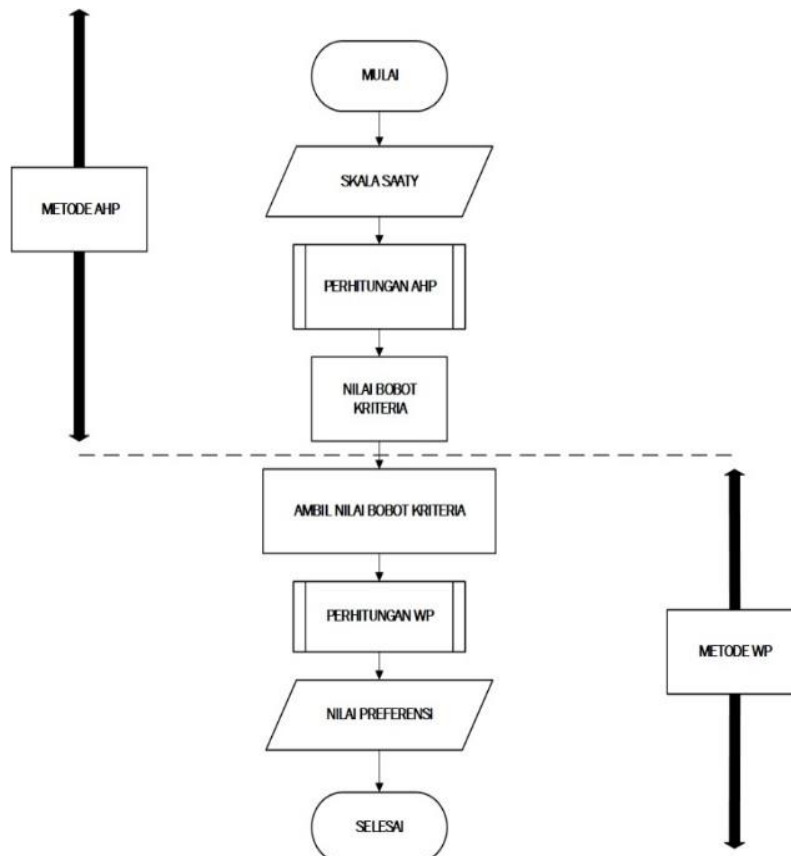 MULAI
SKALA SAATY
METODE AHP
PERHITUNGAN AHP
NILAI BOBOT
KRITERIA
AMBIL NILAI BOBOT KRITERIA
PERHITUNGAN WP
METODE WP
NILAI PREFERENSI
SELESAI